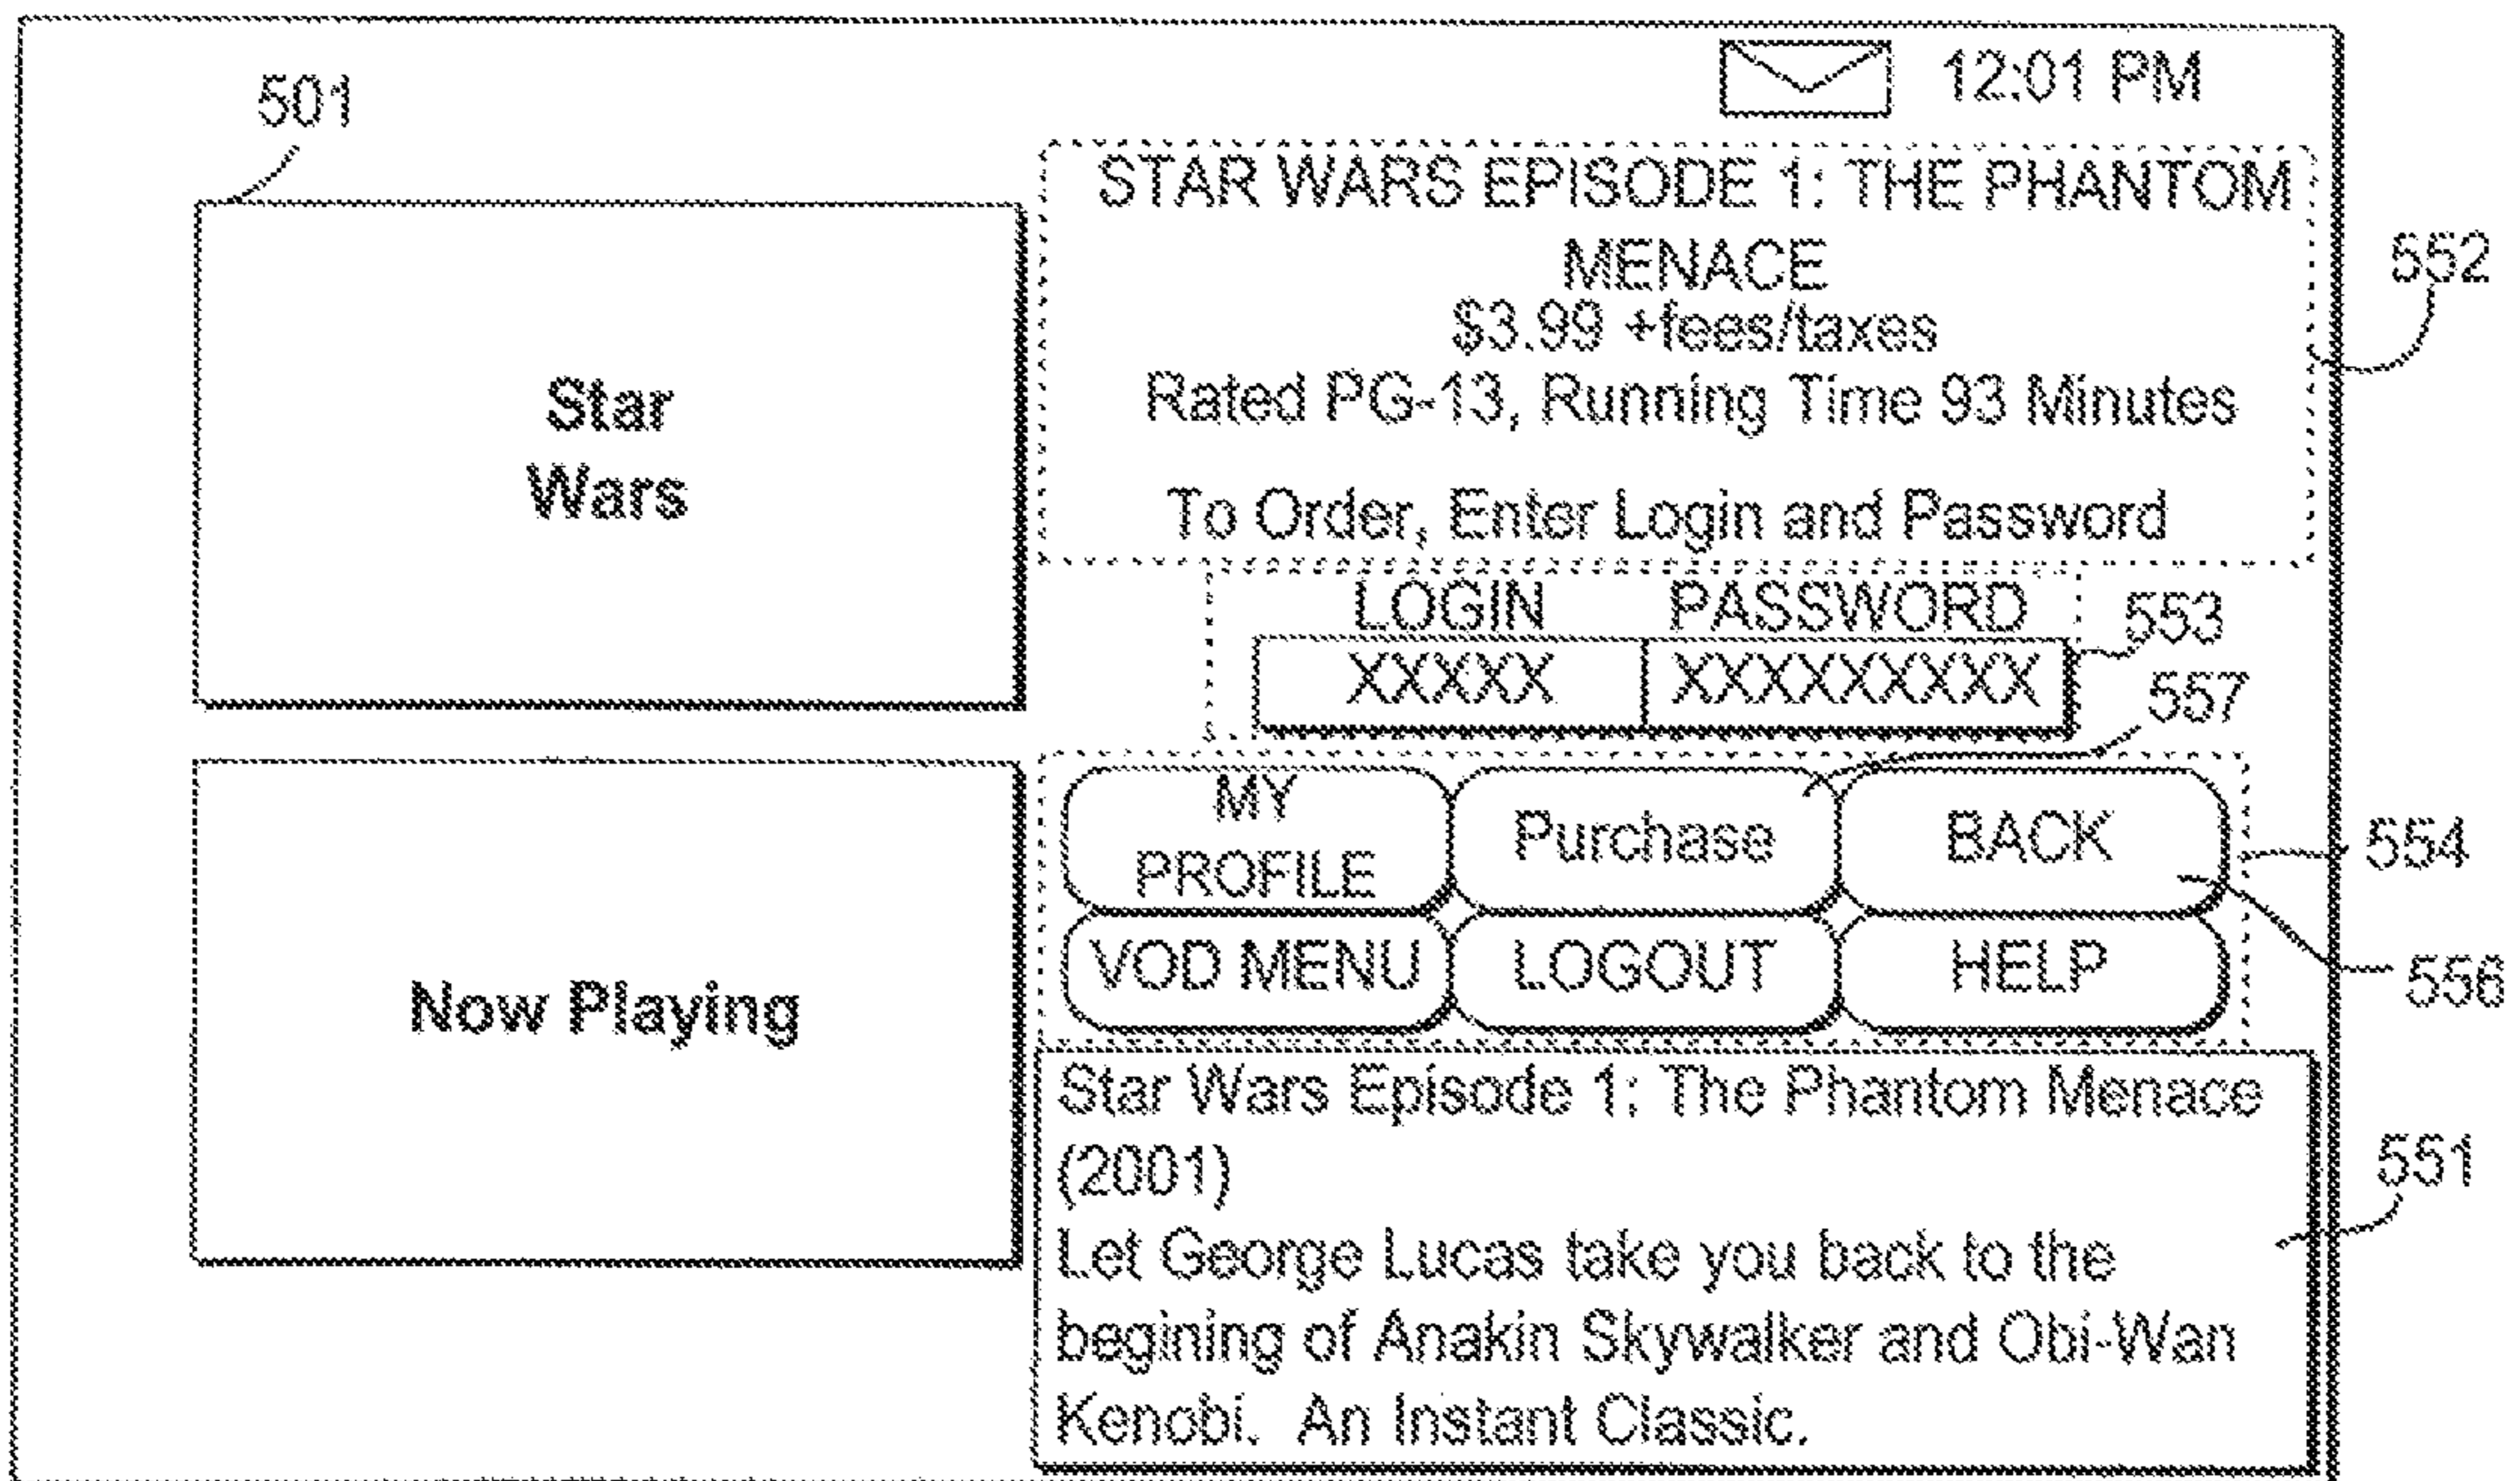 12:01 PM
501
STAR WARS EPISODE 1: THE PHANTOM
MENACE
$3.99 +fees/taxes
Rated PG-13, Running Time 93 Minutes
To Order, Enter Login and Password
552
Star
Wars
LOGIN PASSWORD
XXXXX XXXXXXXXX
553
557
MY
PROFILE
Purchase
BACK
554
VOD MENU
LOGOUT
HELP
556
Now Playing
Star Wars Episode 1: The Phantom Menace
(2001)
Let George Lucas take you back to the
begining of Anakin Skywalker and Obi-Wan
Kenobi. An Instant Classic.
551